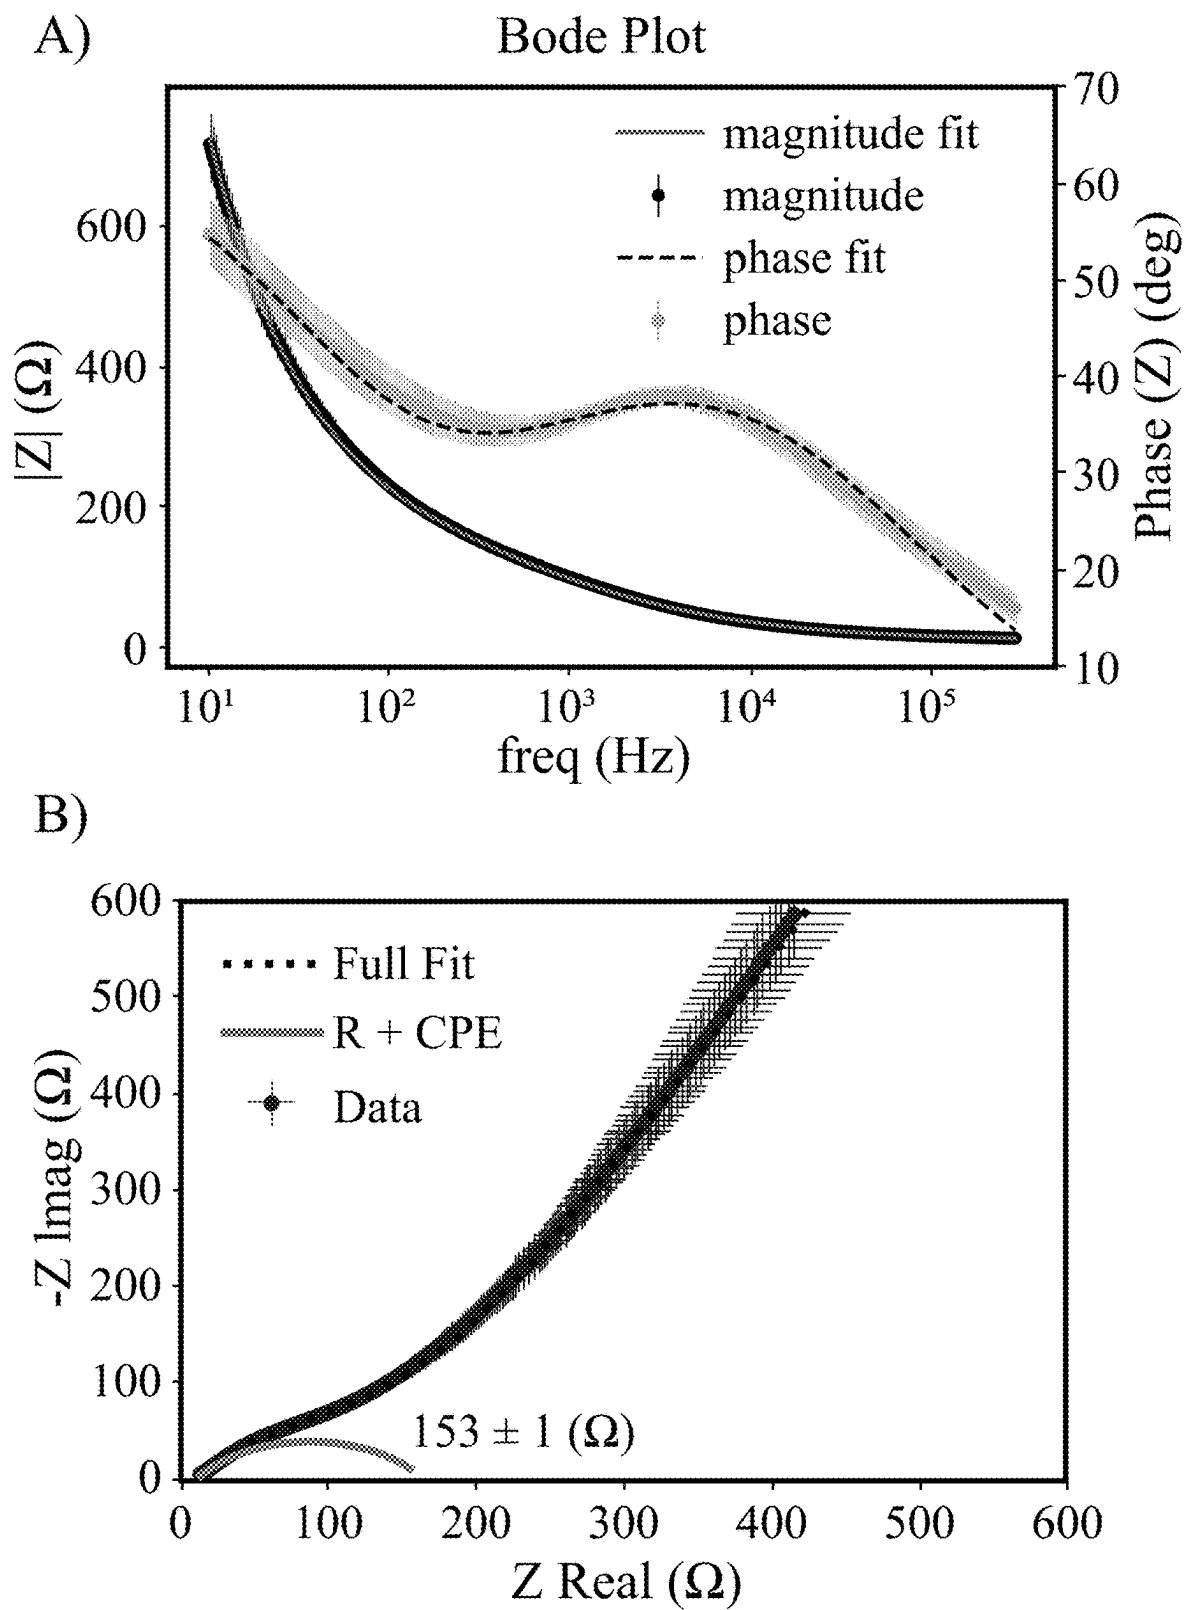 A)
Bode Plot
magnitude fit
magnitude
phase fit
phase
600
400
200
0
|Z| (Ω)
70
60
50
40
30
20
10
Phase (Z) (deg)
10¹ 10² 10³ 10⁴ 10⁵
freq (Hz)
B)
Full Fit
R + CPE
Data
600
500
400
300
200
100
0
-Z Imag (Ω)
153 ± 1 (Ω)
0 100 200 300 400 500 600
Z Real (Ω)